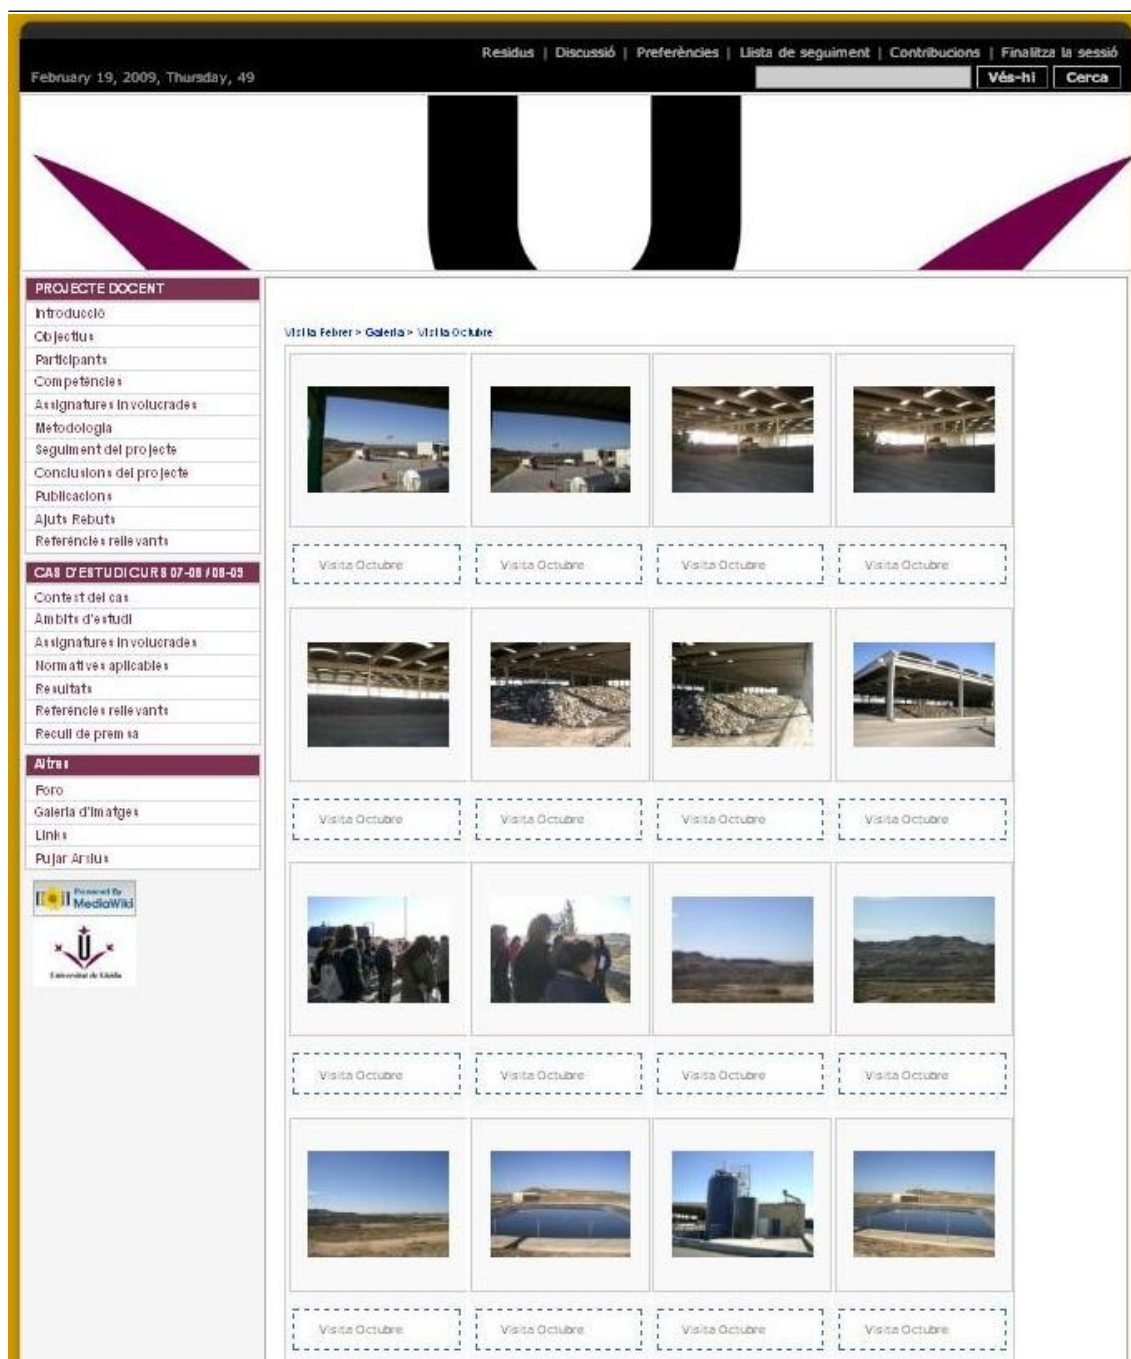 Residus | Discussió | Preferències | Llista de seguiment | Contribucions | Finalitza la sessió
February 19, 2009, Thursday, 49
Vés-hi Cerca
PROJECTE DOCENT
Introducció
Objectius
Participants
Competències
Assignatures involucrades
Metodologia
Seguiment del projecte
Conclusions del projecte
Publicacions
Ajuts Rebuts
Referències rellevants
CAS D'ESTUDI CURS 07-08 / 08-09
Context del cas
Àmbits d'estudi
Assignatures involucrades
Normatives aplicables
Resultats
Referències rellevants
Recull de premsa
Altres
Foro
Galeria d'imatges
Links
Pujar Arxius
Powered By
MediaWiki
Universitat de Lleida
Visita Febrer > Galeria > Visita Octubre
Visita Octubre Visita Octubre Visita Octubre Visita Octubre
Visita Octubre Visita Octubre Visita Octubre Visita Octubre
Visita Octubre Visita Octubre Visita Octubre Visita Octubre
Visita Octubre Visita Octubre Visita Octubre Visita Octubre